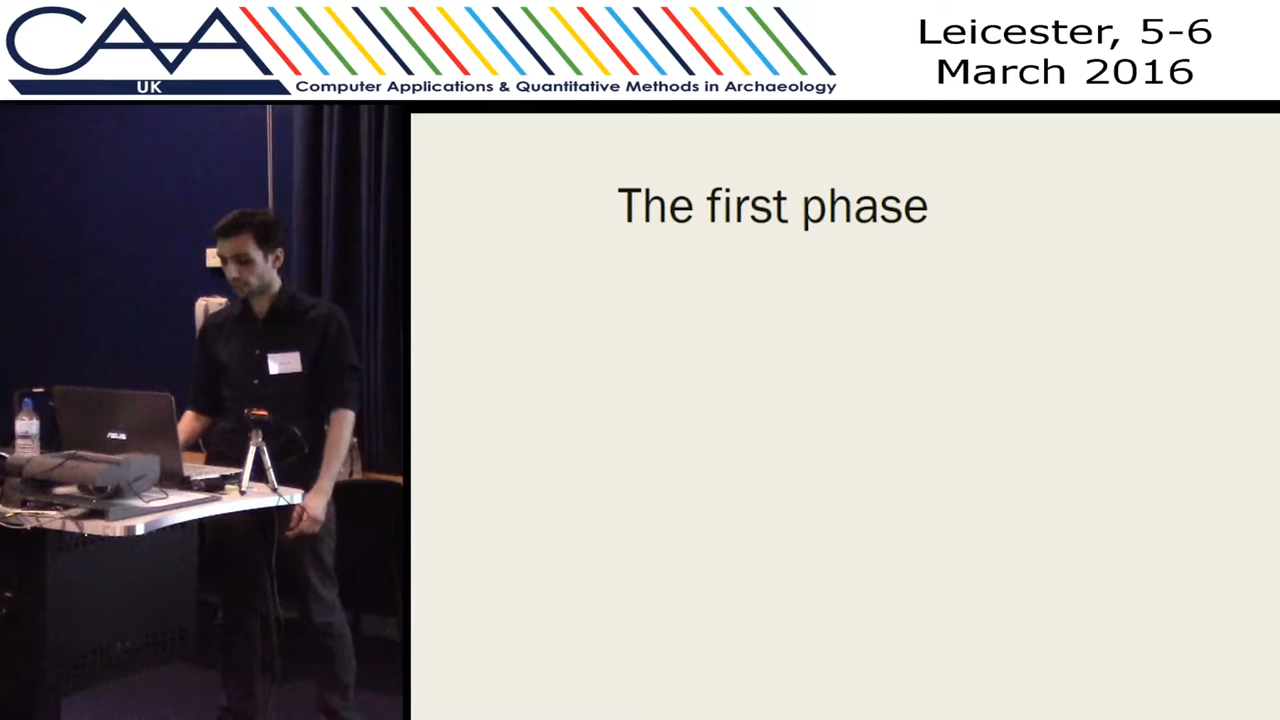 CAA
UK
Computer Applications & Quantitative Methods in Archaeology
Leicester, 5-6
March 2016
The first phase
ASUS